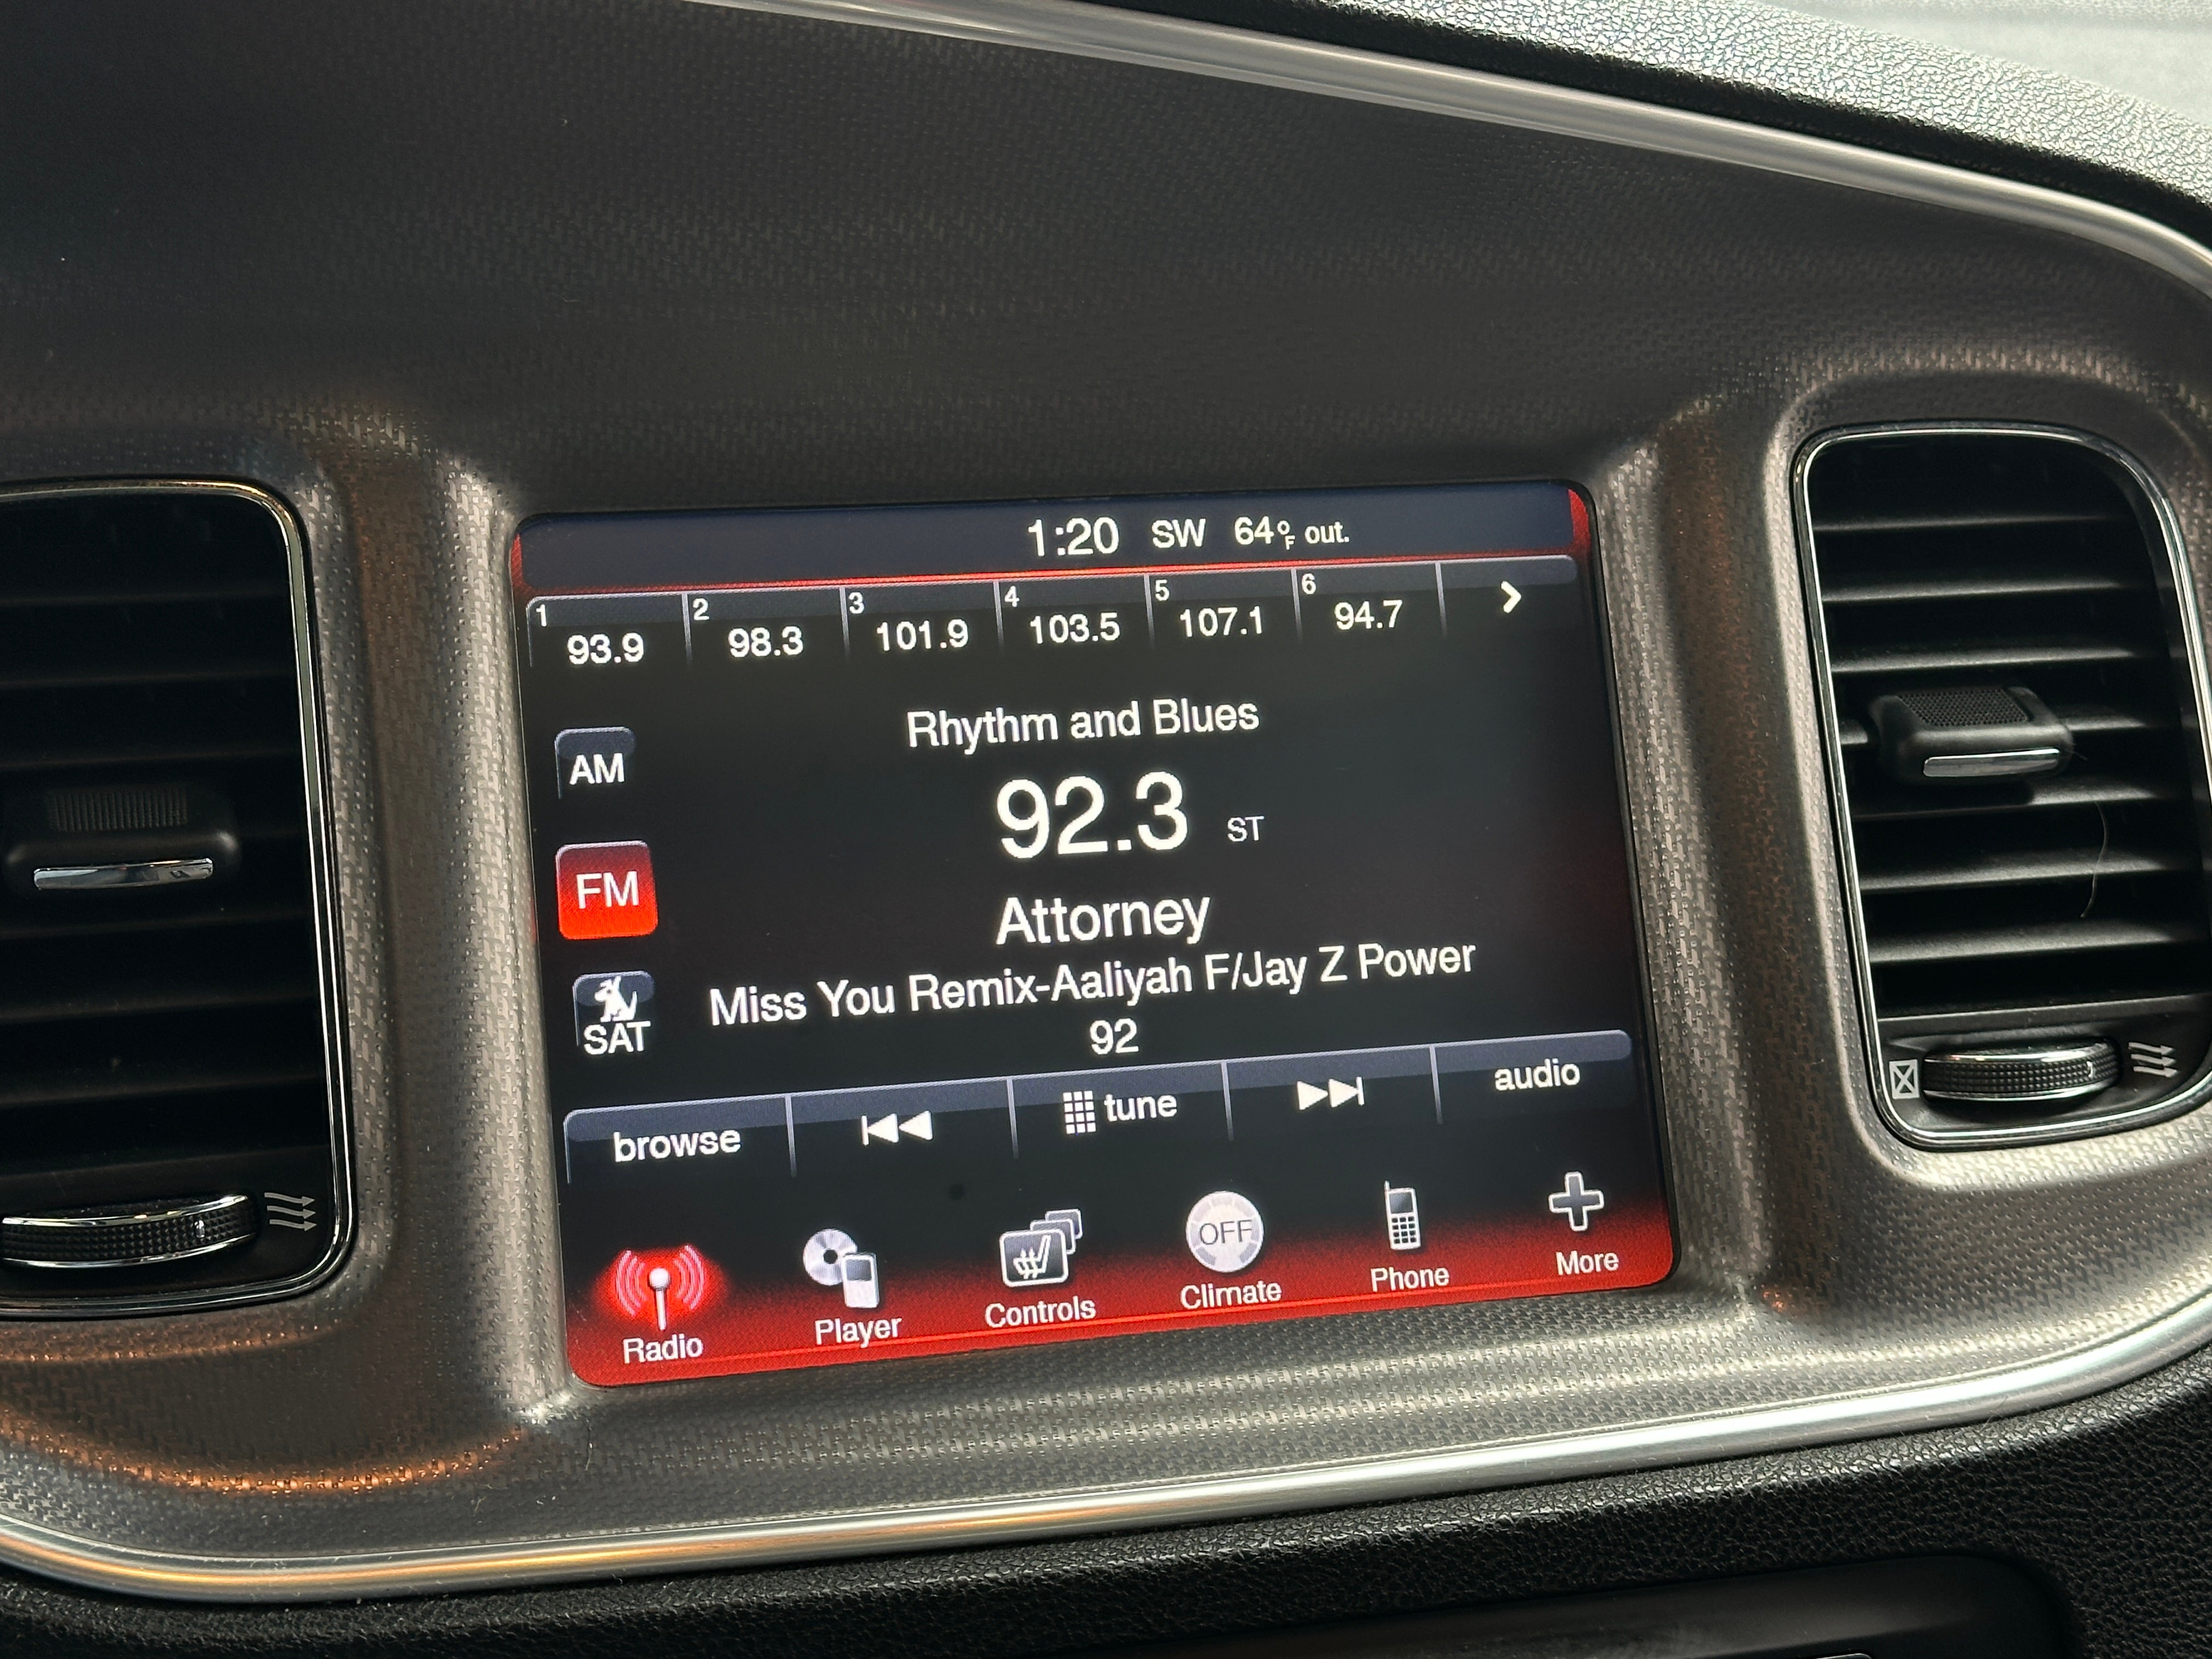 1:20 SW 64°F out.
1 2 3 4 5 6
93.9 98.3 101.9 103.5 107.1 94.7
Rhythm and Blues
AM
92.3 ST
FM
Attorney
Miss You Remix-Aaliyah F/Jay Z Power
92
SAT
browse tune audio
OFF
Radio Player Controls Climate Phone More